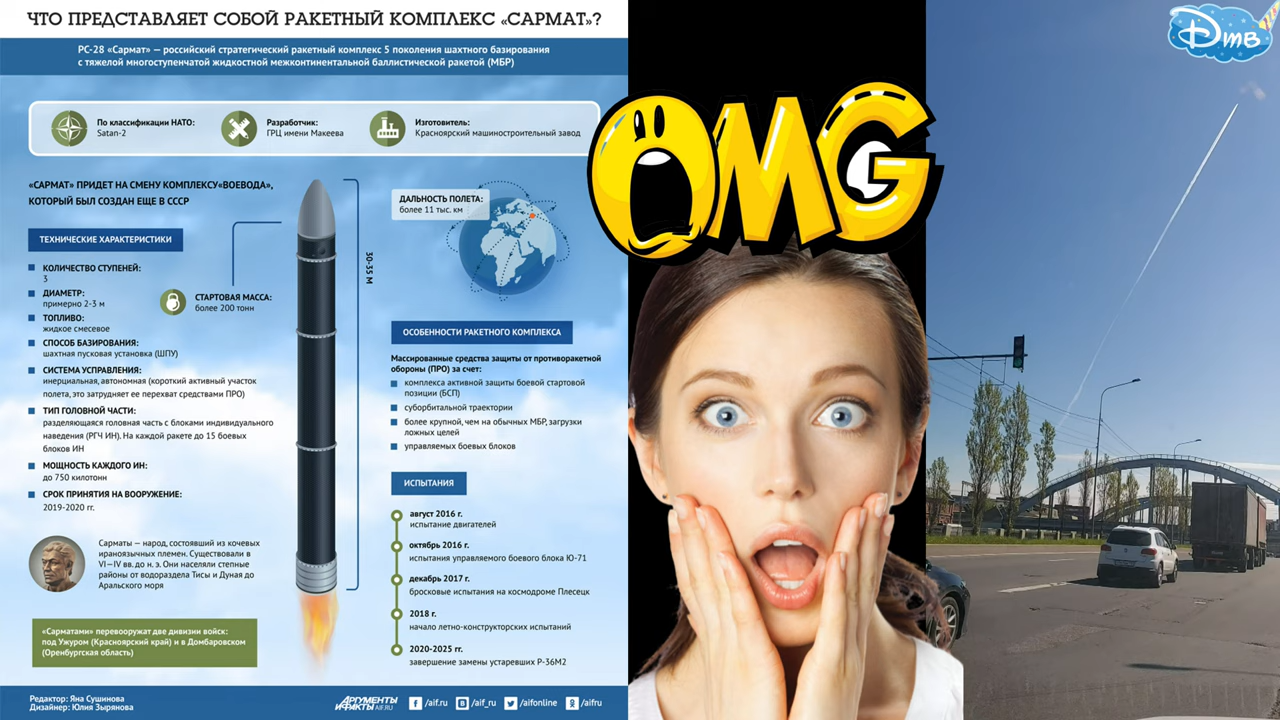 ЧТО ПРЕДСТАВЛЯЕТ СОБОЙ РАКЕТНЫЙ КОМПЛЕКС «САРМАТ»?
РС-28 «Сармат» — российский стратегический ракетный комплекс 5 поколения шахтного базирования
с тяжелой многоступенчатой жидкостной межконтинентальной баллистической ракетой (МБР)
По классификации НАТО:
Satan-2
Разработчик:
ГРЦ имени Макеева
Изготовитель:
Красноярский машиностроительный завод
«САРМАТ» ПРИДЕТ НА СМЕНУ КОМПЛЕКСУ«ВОЕВОДА»,
КОТОРЫЙ БЫЛ СОЗДАН ЕЩЕ В СССР
ТЕХНИЧЕСКИЕ ХАРАКТЕРИСТИКИ
КОЛИЧЕСТВО СТУПЕНЕЙ:
3
ДИАМЕТР:
примерно 2-3 м
ТОПЛИВО:
жидкое смесевое
СПОСОБ БАЗИРОВАНИЯ:
шахтная пусковая установка (ШПУ)
СИСТЕМА УСПРАВЛЕНИЯ:
инерциальная, автономная (короткий активный участок
полета, это затрудняет ее перехват средствами ПРО)
ТИП ГОЛОВНОЙ ЧАСТИ:
разделяющаяся головная часть с блоками индивидуального
наведения (РГЧ ИН). На каждой ракете до 15 боевых
блоков ИН
МОЩНОСТЬ КАЖДОГО ИН:
до 750 килотонн
СРОК ПРИНЯТИЯ НА ВООРУЖЕНИЕ:
2019-2020 гг.
СТАРТОВАЯ МАССА:
более 200 тонн
30-35 М
Сарматы — народ, состоявший из кочевых
ираноязычных племен. Существовали в
VI—IV вв. до н. э. Они населяли степные
районы от водораздела Тисы и Дуная до
Аральского моря
«Сарматами» перевооружат две дивизии войск:
под Ужуром (Красноярский край) и в Домбаровском
(Оренбургская область)
ДАЛЬНОСТЬ ПОЛЕТА:
более 11 тыс. км
ОСОБЕННОСТИ РАКЕТНОГО КОМПЛЕКСА
Массированные средства защиты от противоракетной
обороны (ПРО) за счет:
комплекса активной защиты боевой стартовой
позиции (БСП)
суборбитальной траектории
более крупной, чем на обычных МБР, загрузки
ложных целей
управляемых боевых блоков
ИСПЫТАНИЯ
август 2016 г.
испытание двигателей
октябрь 2016 г.
испытания управляемого боевого блока Ю-71
декабрь 2017 г.
бросковые испытания на космодроме Плесецк
2018 г.
начало летно-конструкторских испытаний
2020-2025 гг.
завершение замены устаревших Р-36М2
Редактор: Яна Сушинова
Дизайнер: Юлия Зырянова
АРГУМЕНТЫ
И ФАКТЫ AIF.RU
/aif.ru
/aif_ru
/aifonline
/aifru
OMG
Dmв